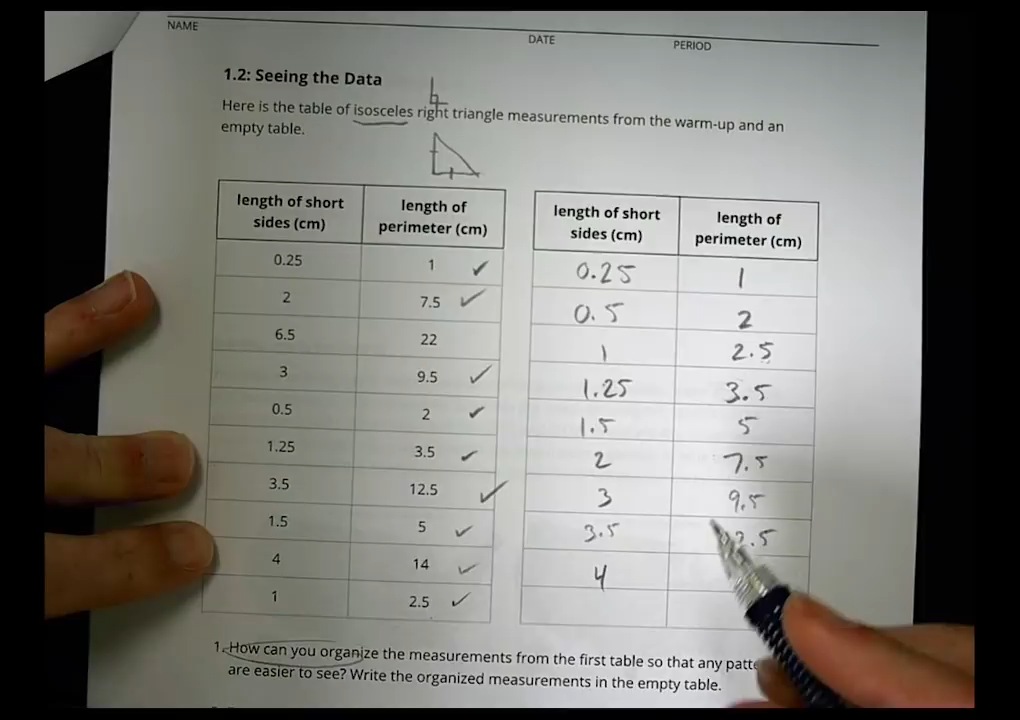 NAME DATE PERIOD
1.2: Seeing the Data
Here is the table of isosceles right triangle measurements from the warm-up and an
empty table.
length of short
sides (cm)
length of
perimeter (cm)
0.25 1
2 7.5
6.5 22
3 9.5
0.5 2
1.25 3.5
3.5 12.5
1.5 5
4 14
1 2.5
length of short
sides (cm)
length of
perimeter (cm)
0.25 1
0.5 2
1 2.5
1.25 3.5
1.5 5
2 7.5
3 9.5
3.5
4
1. How can you organize the measurements from the first table so that any
are easier to see? Write the organized measurements in the empty table.